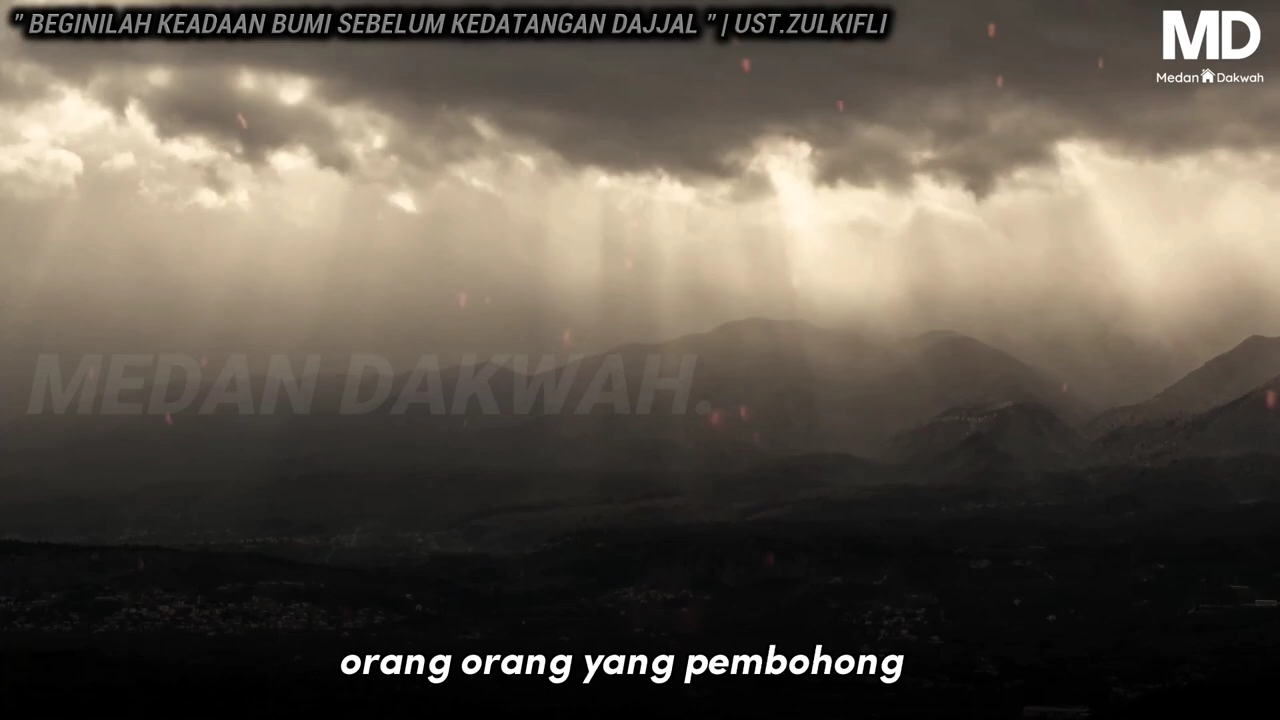 " BEGINILAH KEADAAN BUMI SEBELUM KEDATANGAN DAJJAL " | UST.ZULKIFLI
MD
Medan Dakwah
MEDAN DAKWAH.
orang orang yang pembohong